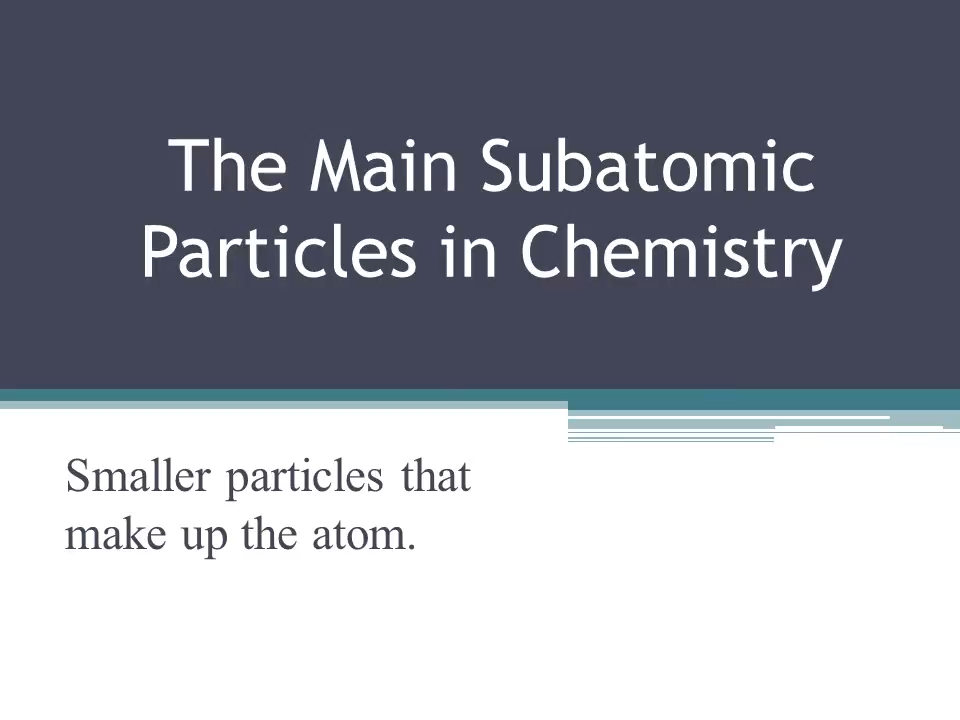 The Main Subatomic
Particles in Chemistry
Smaller particles that
make up the atom.